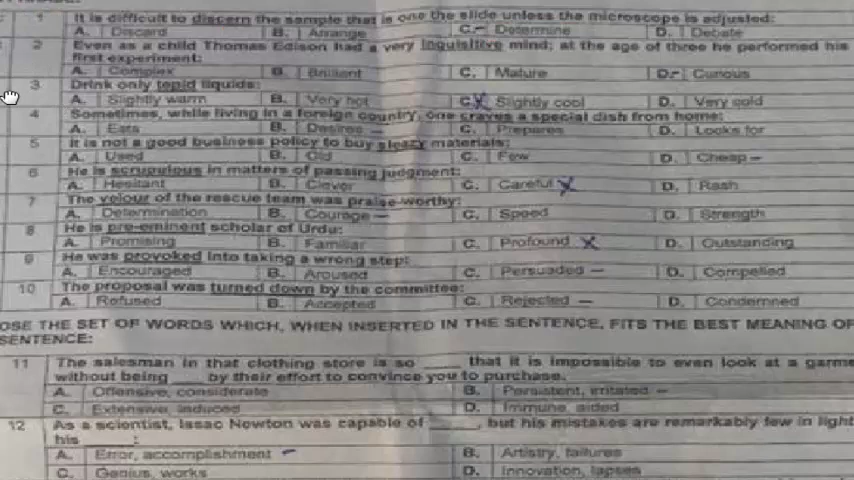 1 It is difficult to discern the sample that is one the slide unless the microscope is adjusted:
A. Discard B. Arrange C. Determine D. Debate
2 Even as a child Thomas Edison had a very inquisitive mind; at the age of three he performed his
first experiment:
A. Complex B. Brilliant C. Mature D. Curious
3 Drink only tepid liquids:
A. Slightly warm B. Very hot C. Slightly cool D. Very cold
4 Sometimes, while living in a foreign country, one craves a special dish from home:
A. Eats B. Desires C. Prepares D. Looks for
5 It is not a good business policy to buy sleazy materials:
A. Used B. Old C. Few D. Cheap
6 He is scrupulous in matters of passing judgment:
A. Hesitant B. Clever C. Careful D. Rash
7 The velour of the rescue team was praise-worthy:
A. Determination B. Courage C. Speed D. Strength
8 He is pre-eminent scholar of Urdu:
A. Promising B. Familiar C. Profound D. Outstanding
9 He was provoked into taking a wrong step:
A. Encouraged B. Aroused C. Persuaded D. Compelled
10 The proposal was turned down by the committee:
A. Refused B. Accepted C. Rejected D. Condemned
OSE THE SET OF WORDS WHICH, WHEN INSERTED IN THE SENTENCE, FITS THE BEST MEANING OF
SENTENCE:
11 The salesman in that clothing store is so ____ that it is impossible to even look at a garme
without being ____ by their effort to convince you to purchase.
A. Offensive, considerate B. Persistent, irritated
C. Extensive, induced D. Immune, aided
12 As a scientist, Issac Newton was capable of ____, but his mistakes are remarkably few in light
his ____:
A. Error, accomplishment B. Artistry, failures
C. Genius, works D. Innovation, lapses